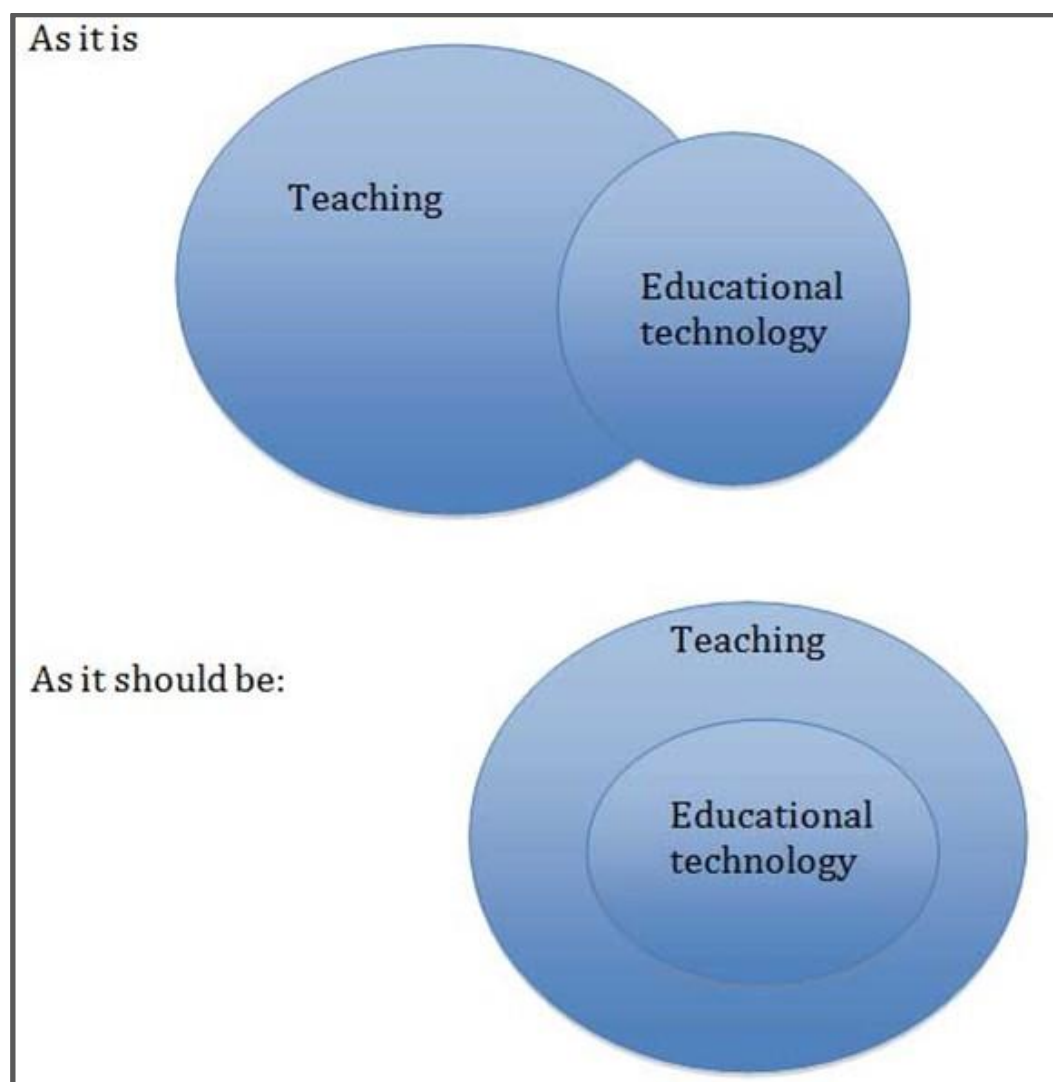 As it is
Teaching
Educational
technology
Teaching
As it should be:
Educational
technology